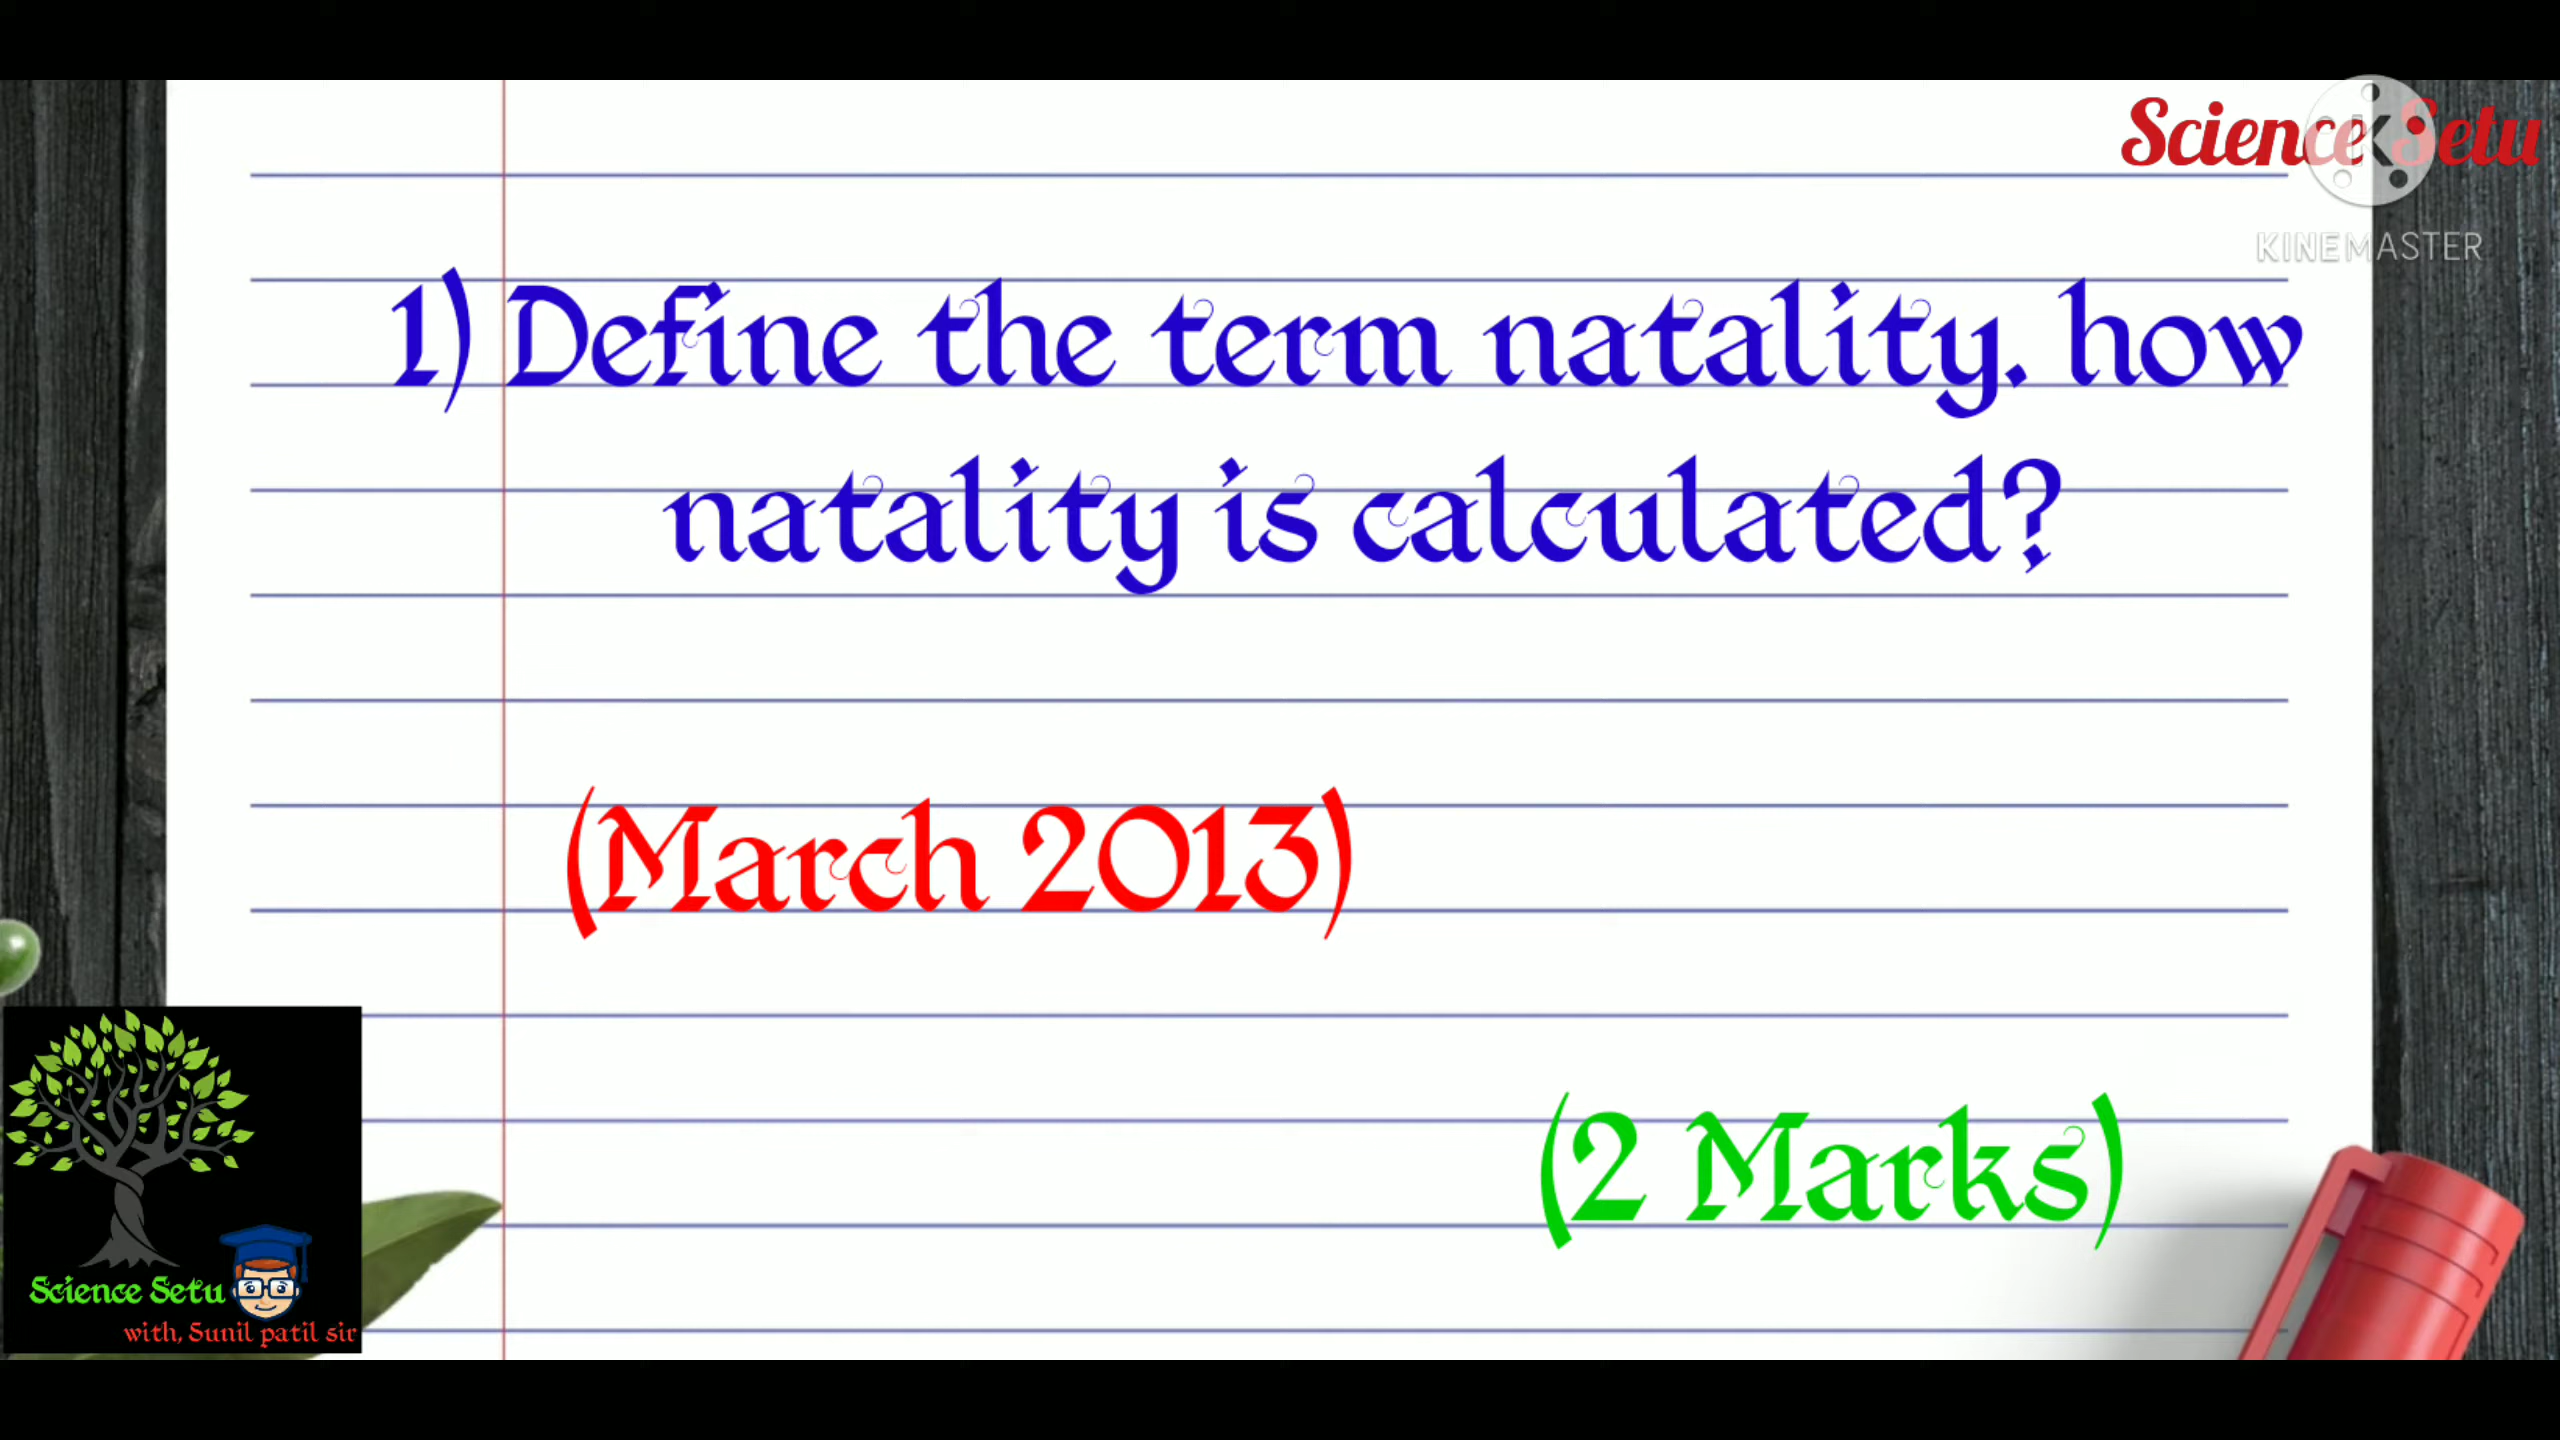 Science Setu
KINEMASTER
1) Define the term natality. how
natality is calculated?
(March 2013)
(2 Marks)
Science Setu
with, Sunil patil sir